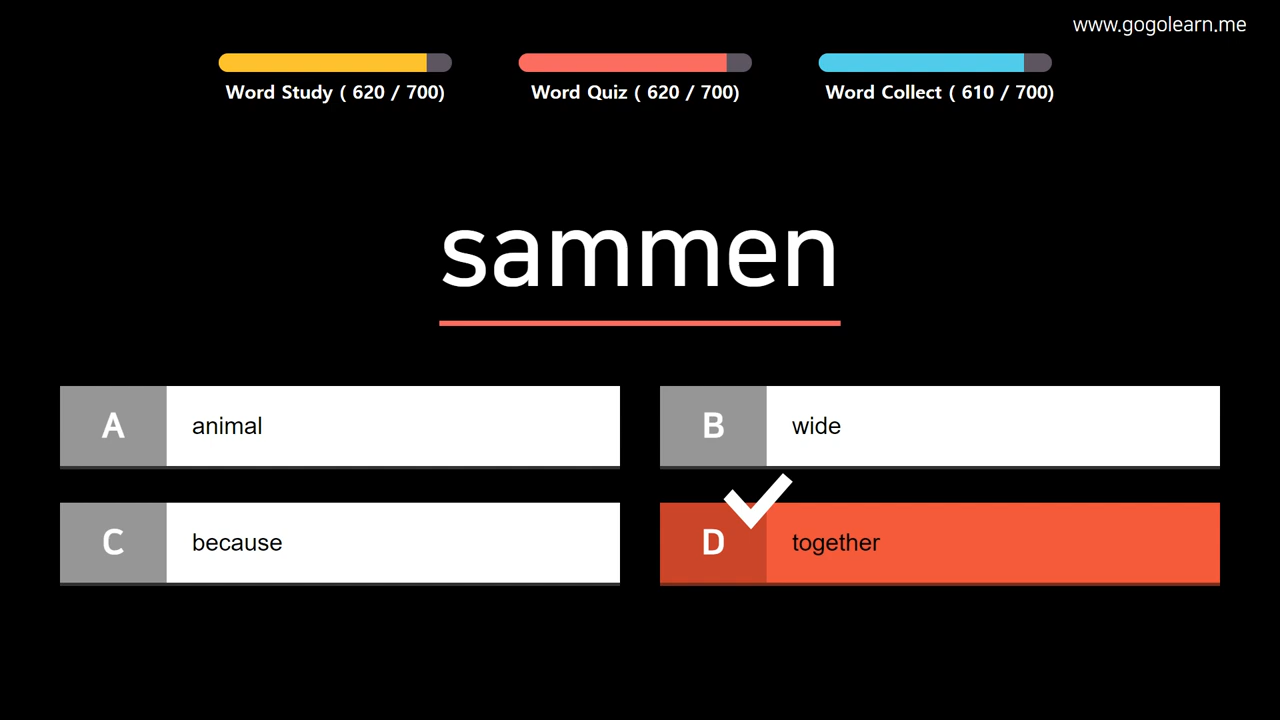 www.gogolearn.me
Word Study ( 620 / 700)
Word Quiz ( 620 / 700)
Word Collect ( 610 / 700)
sammen
A animal
B wide
C because
D together